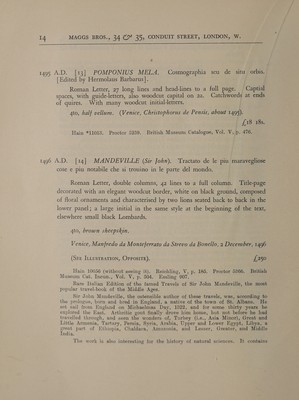 14 MAGGS BROS., 34 & 35, CONDUIT STREET, LONDON, W.
1495 A.D. [13] POMPONIUS MELA. Cosmographia seu de situ orbis.
[Edited by Hermolaus Barbarus].
Roman Letter, 27 long lines and head-lines to a full page. Capital
spaces, with guide-letters, also woodcut capital on 2a. Catchwords at ends
of quires. With many woodcut initial-letters.
4to, half vellum. (Venice, Christophorus de Pensis, about 1495).
£18 18s.
Hain *11013. Proctor 5250. British Museum Catalogue, Vol. V. p. 470.
1496 A.D. [14] MANDEVILLE (Sir John). Tractato de le piu maravegliose
cose e piu notabile che si trouino in le parte del mondo.
Roman Letter, double columns, 42 lines to a full column. Title-page
decorated with an elegant woodcut border, white on black ground, composed
of floral ornaments and characterised by two lions seated back to back in the
lower panel; a large initial in the same style at the beginning of the text,
elsewhere small black Lombards.
4to, brown sheepskin.
Venice, Manfredo da Monteferrato da Strevo da Bonello, 2 December, 1496
(SEE ILLUSTRATION, OPPOSITE). £250
Hain 10656 (without seeing it). Reichling, V, p. 180. Proctor 5098. British
Museum Cat. Incun., Vol. V. p. 504. Essling 697.
Rare Italian Edition of the famed Travels of Sir John Mandeville, the most
popular travel-book of the Middle Ages.
Sir John Mandeville, the ostensible author of these travels, was, according to
the prologue, born and bred in England, a native of the town of St. Albans. He
set sail from England on Michaelmas Day, 1322, and for some thirty years he
explored the East. Arthritic gout finally drove him home, but not before he had
travelled through, and seen the wonders of, Turkey (i.e., Asia Minor), Great and
Little Armenia, Tartary, Persia, Syria, Arabia, Upper and Lower Egypt, Libya, a
great part of Ethiopia, Chaldæa, Amazonia, and Lesser, Greater, and Middle
India.
The work is also interesting for the history of natural sciences. It contains